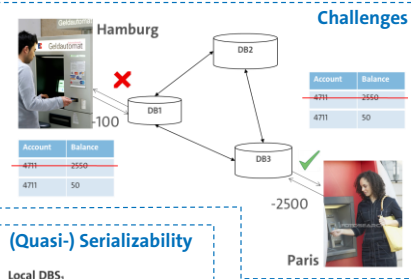 Challenges
Hamburg
Geldautomat
Geldautomat
DB2
DB1
-100
Account Balance
4711 2550
4711 50
Account Balance
4711 2550
4711 50
DB3
-2500
Paris
(Quasi-) Serializability
Local DBS,